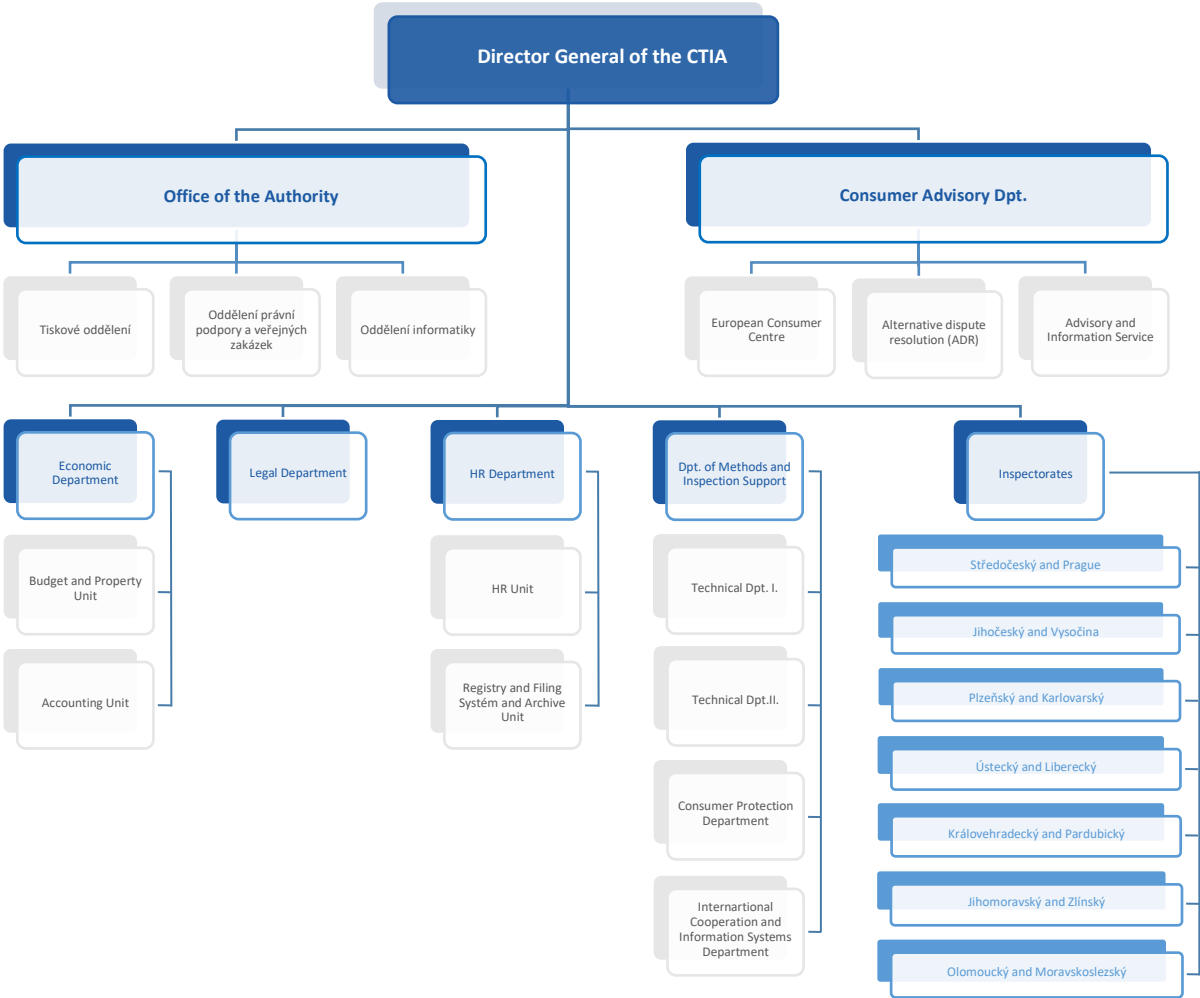 Director General of the CTIA
Office of the Authority
Consumer Advisory Dpt.
Tiskové oddělení
Oddělení právní
podpory a veřejných
zakázek
Oddělení informatiky
European Consumer
Centre
Alternative dispute
resolution (ADR)
Advisory and
Information Service
Economic
Department
Legal Department
HR Department
Dpt. of Methods and
Inspection Support
Inspectorates
Budget and Property
Unit
Accounting Unit
HR Unit
Registry and Filing
Systém and Archive
Unit
Technical Dpt. I.
Technical Dpt.II.
Consumer Protection
Department
Internartional
Cooperation and
Information Systems
Department
Středočeský and Prague
Jihočeský and Vysočina
Plzeňský and Karlovarský
Ústecký and Liberecký
Královehradecký and Pardubický
Jihomoravský and Zlínský
Olomoucký and Moravskoslezský